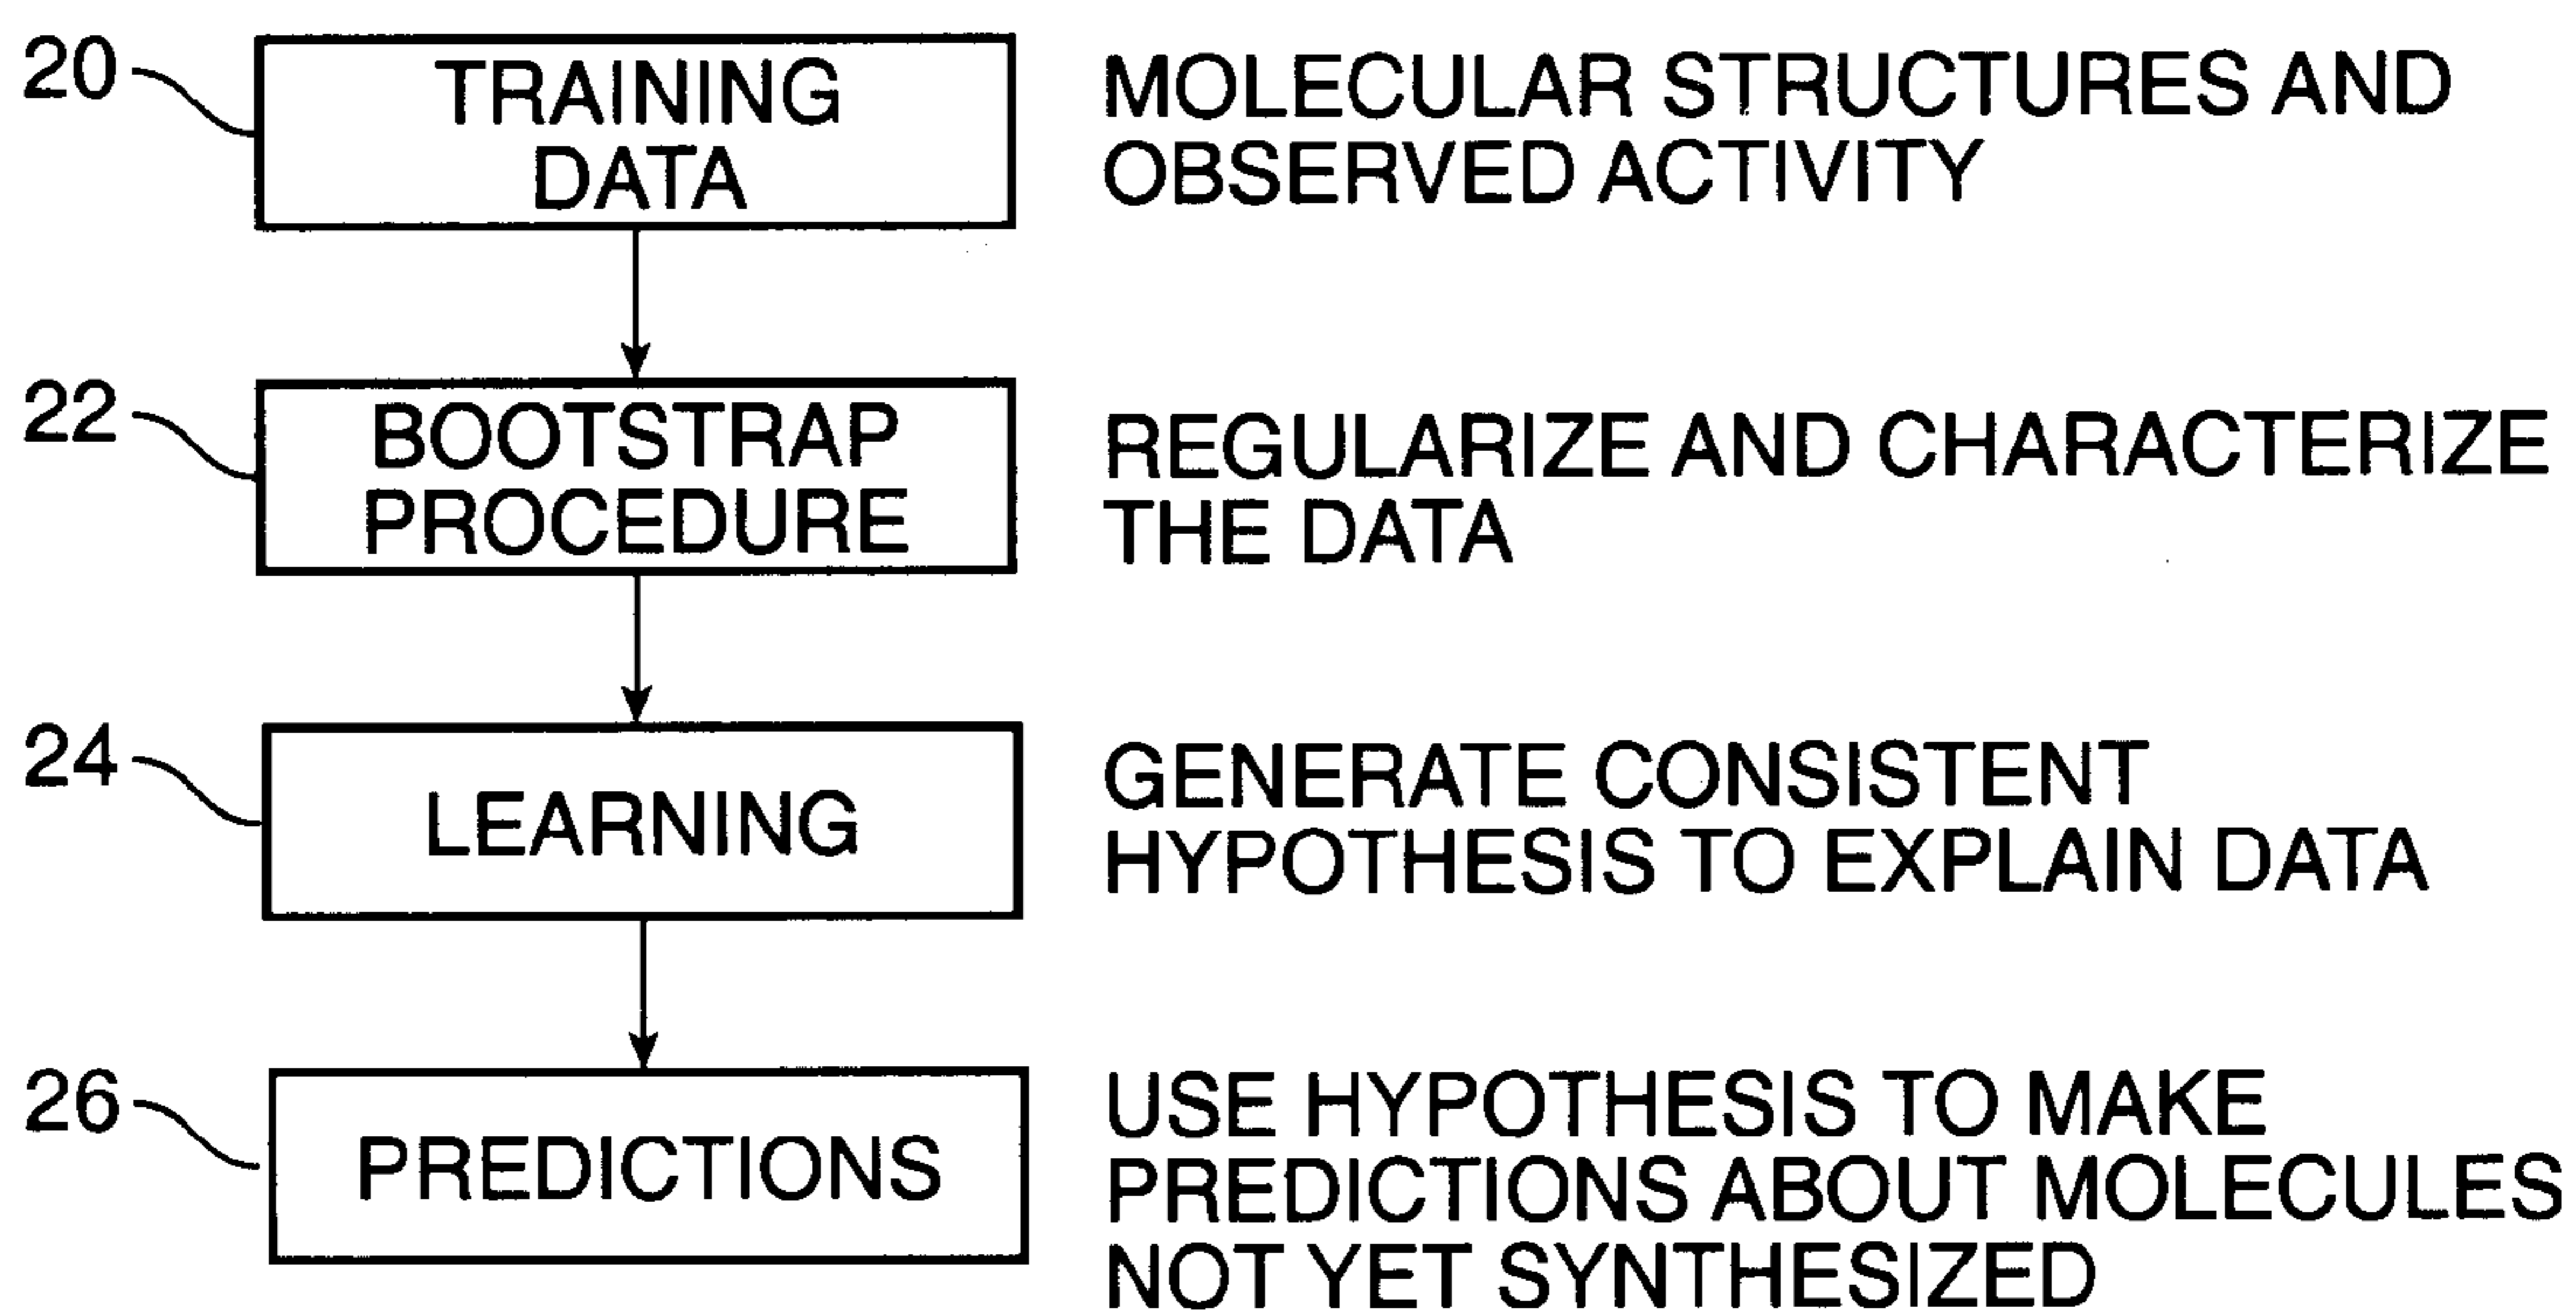 20
TRAINING
DATA
MOLECULAR STRUCTURES AND
OBSERVED ACTIVITY
22
BOOTSTRAP
PROCEDURE
REGULARIZE AND CHARACTERIZE
THE DATA
24
LEARNING
GENERATE CONSISTENT
HYPOTHESIS TO EXPLAIN DATA
26
PREDICTIONS
USE HYPOTHESIS TO MAKE
PREDICTIONS ABOUT MOLECULES
NOT YET SYNTHESIZED